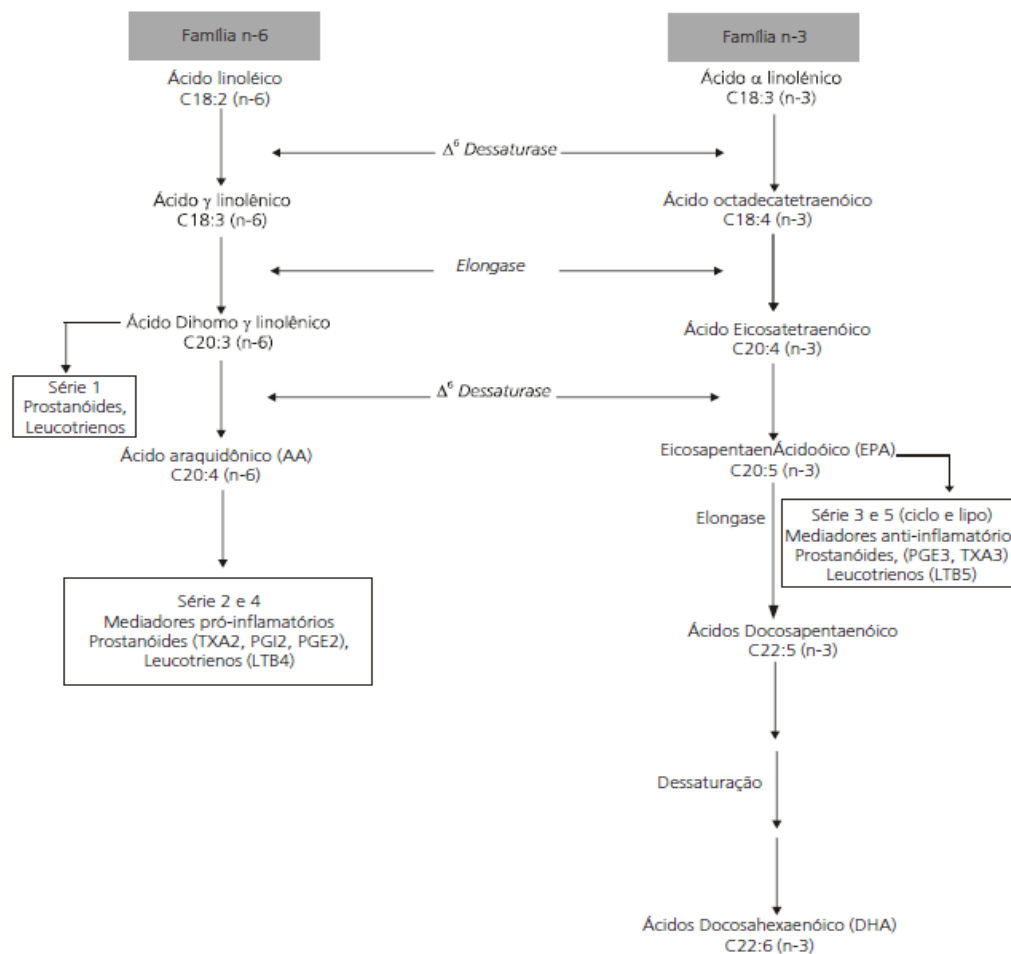 Família n-6
Ácido linoléico
C18:2 (n-6)
Família n-3
Ácido α linolénico
C18:3 (n-3)
Δ⁶ Dessaturase
Ácido γ linolênico
C18:3 (n-6)
Ácido octadecatetraenóico
C18:4 (n-3)
Elongase
Ácido Dihomo γ linolênico
C20:3 (n-6)
Ácido Eicosatetraenóico
C20:4 (n-3)
Série 1
Prostanóides,
Leucotrienos
Δ⁶ Dessaturase
Ácido araquidônico (AA)
C20:4 (n-6)
EicosapentaenÁcidoóico (EPA)
C20:5 (n-3)
Elongase
Série 3 e 5 (ciclo e lipo)
Mediadores anti-inflamatório
Prostanóides, (PGE3, TXA3)
Leucotrienos (LTB5)
Série 2 e 4
Mediadores pró-inflamatórios
Prostanóides (TXA2, PGI2, PGE2),
Leucotrienos (LTB4)
Ácidos Docosapentaenóico
C22:5 (n-3)
Dessaturação
Ácidos Docosahexaenóico (DHA)
C22:6 (n-3)